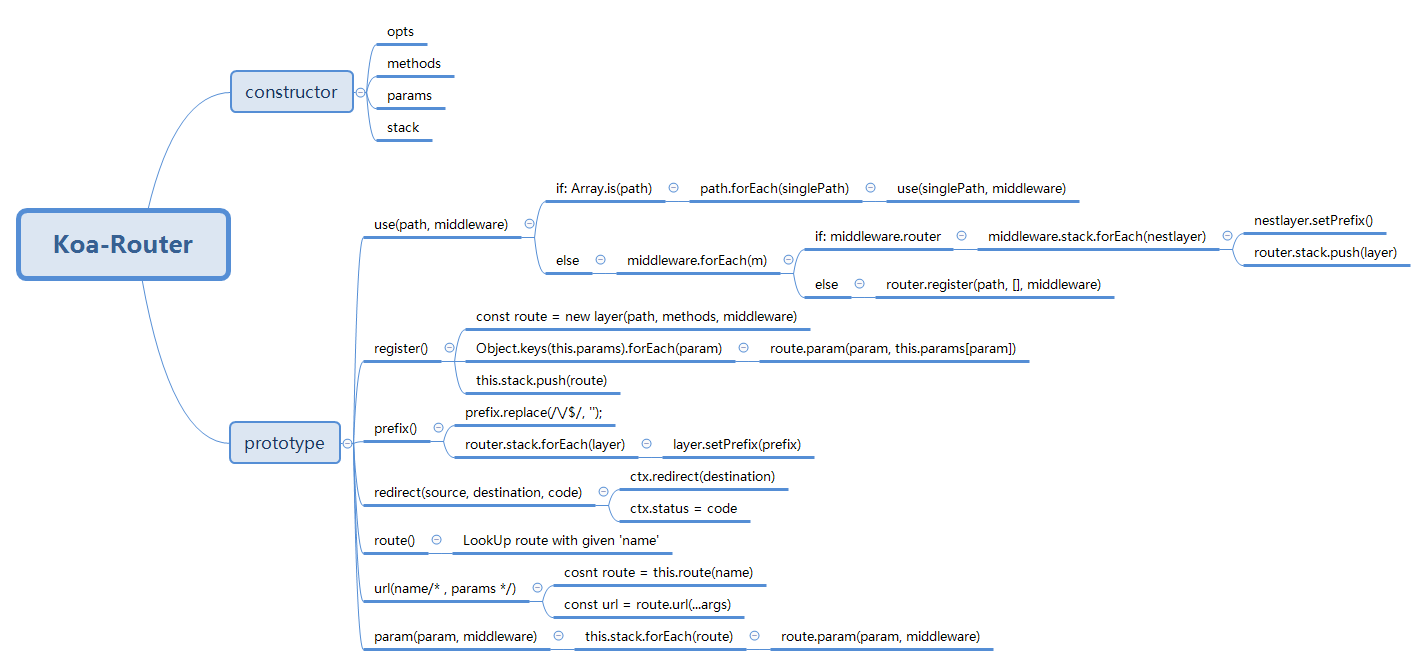 Koa-Router
constructor
opts
methods
params
stack
prototype
use(path, middleware)
if: Array.is(path)
path.forEach(singlePath)
use(singlePath, middleware)
else
middleware.forEach(m)
if: middleware.router
middleware.stack.forEach(nestlayer)
nestlayer.setPrefix()
router.stack.push(layer)
else
router.register(path, [], middleware)
register()
const route = new layer(path, methods, middleware)
Object.keys(this.params).forEach(param)
route.param(param, this.params[param])
this.stack.push(route)
prefix()
prefix.replace(/\/$/, '');
router.stack.forEach(layer)
layer.setPrefix(prefix)
redirect(source, destination, code)
ctx.redirect(destination)
ctx.status = code
route()
LookUp route with given 'name'
url(name/* , params */)
cosnt route = this.route(name)
const url = route.url(...args)
param(param, middleware)
this.stack.forEach(route)
route.param(param, middleware)